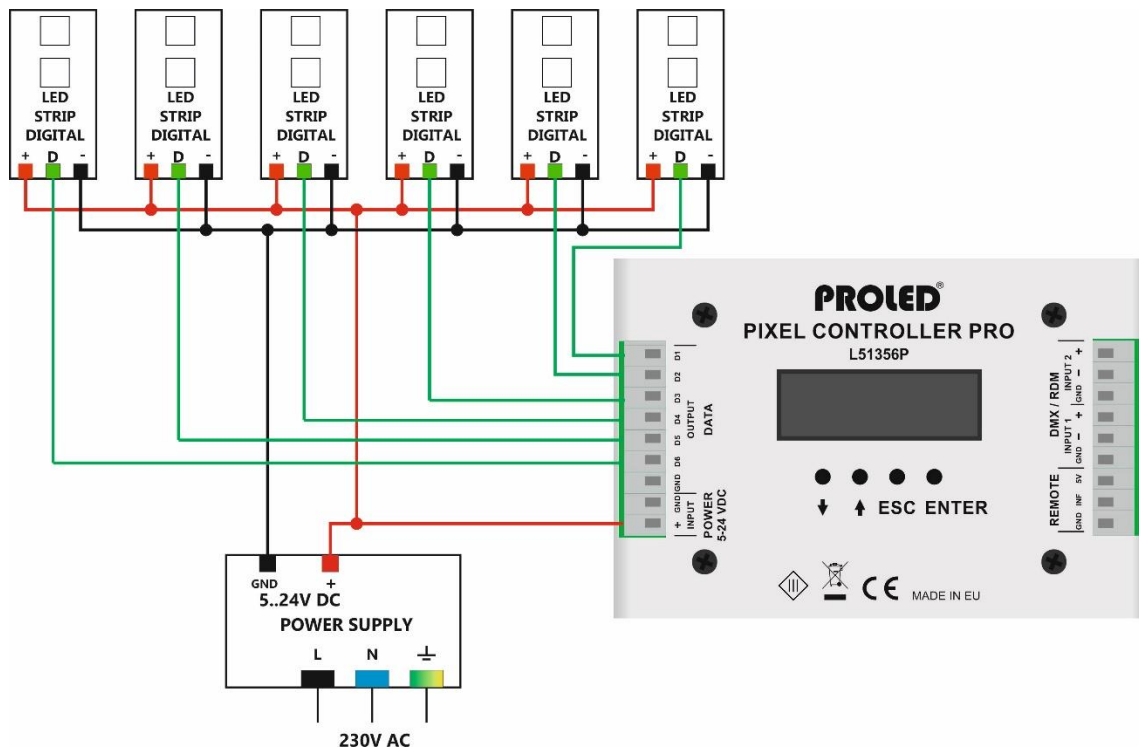 LED STRIP DIGITAL
+ D -
LED STRIP DIGITAL
+ D -
LED STRIP DIGITAL
+ D -
LED STRIP DIGITAL
+ D -
LED STRIP DIGITAL
+ D -
LED STRIP DIGITAL
+ D -
PROLED®
PIXEL CONTROLLER PRO
L51356P
D1
D2
D3
D4
D5
D6
GND
OUTPUT
DATA
GND
+
INPUT
POWER
5-24 VDC
ESC ENTER
MADE IN EU
CE
III
+
−
GND
INPUT 2
+
−
GND
INPUT 1
DMX / RDM
5V
INF
GND
REMOTE
GND +
5..24V DC
POWER SUPPLY
L N
230V AC